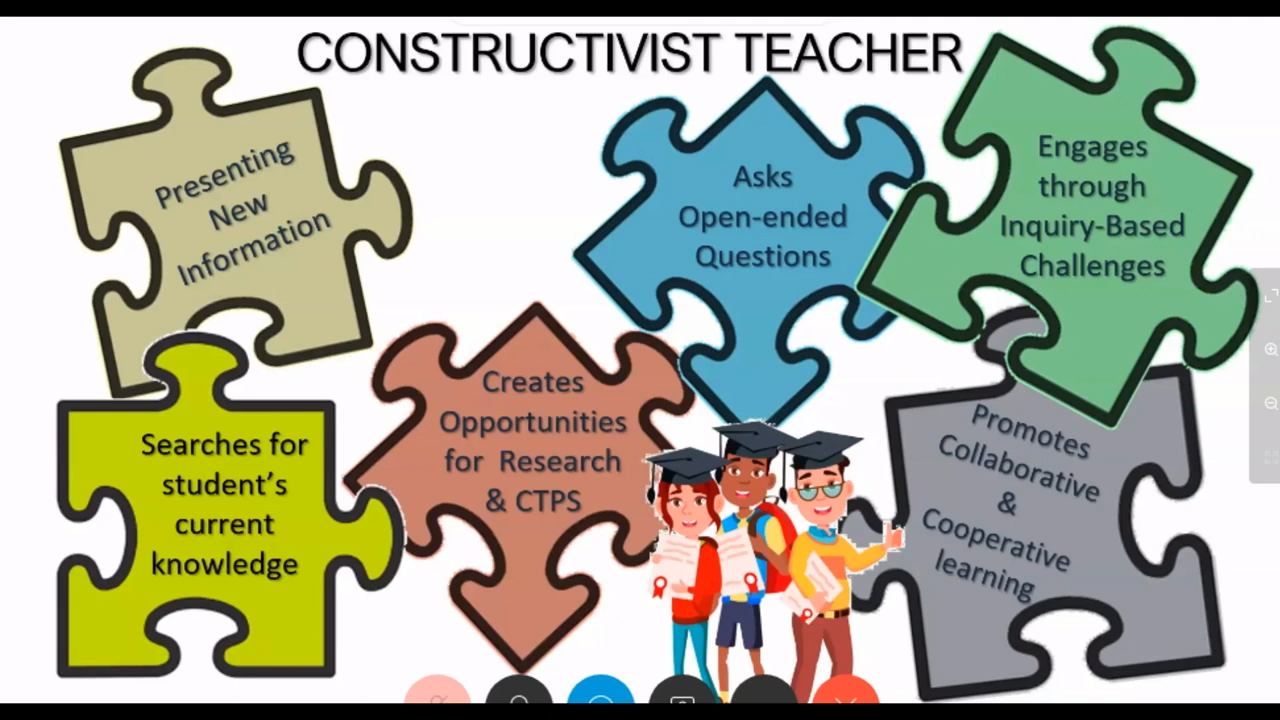 CONSTRUCTIVIST TEACHER
Presenting
New
Information
Asks
Open-ended
Questions
Engages
through
Inquiry-Based
Challenges
Searches for
student's
current
knowledge
Creates
Opportunities
for Research
& CTPS
Promotes
Collaborative
&
Cooperative
learning